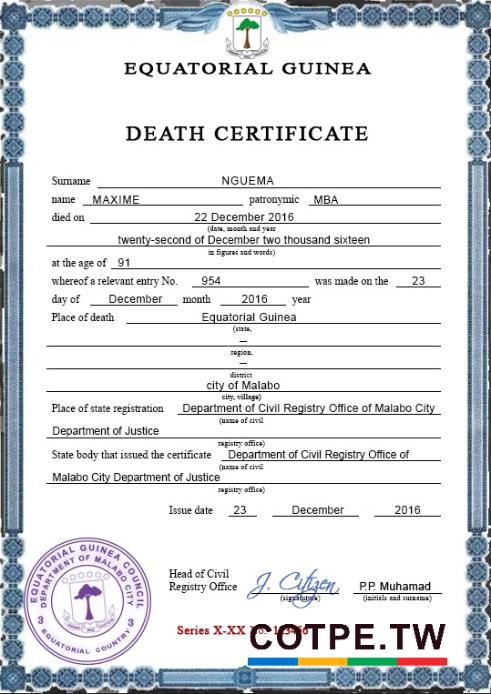 EQUATORIAL GUINEA
DEATH CERTIFICATE
Surname NGUEMA
name MAXIME patronymic MBA
died on 22 December 2016
(date, month and year
twenty-second of December two thousand sixteen
in figures and words)
at the age of 91
whereof a relevant entry No. 954 was made on the 23
day of December month 2016 year
Place of death Equatorial Guinea
(state,
—
region,
—
district
city of Malabo
city, village)
Place of state registration Department of Civil Registry Office of Malabo City
(name of civil
Department of Justice
registry office)
State body that issued the certificate Department of Civil Registry Office of
(name of civil
Malabo City Department of Justice
registry office)
Issue date 23 December 2016
EQUATORIAL GUINEA COUNCIL
DEPARTMENT OF MALABO CITY
3 3
EQUATORIAL COUNTRY
Head of Civil
Registry Office J. Citizen P.P. Muhamad
(signature) (initials and surname)
Series X-XX
COTPE.TW